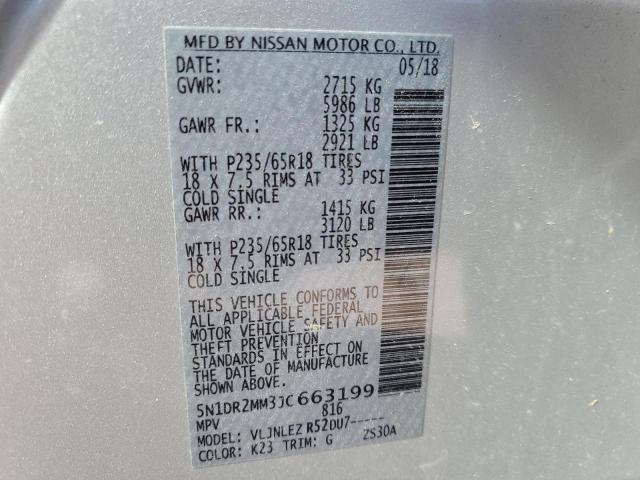 MFD BY NISSAN MOTOR CO., LTD.
DATE: 05/18
GVWR: 2715 KG
5986 LB
GAWR FR.: 1325 KG
2921 LB
WITH P235/65R18 TIRES
18 X 7.5 RIMS AT 33 PSI
COLD SINGLE
GAWR RR.: 1415 KG
3120 LB
WITH P235/65R18 TIRES
18 X 7.5 RIMS AT 33 PSI
COLD SINGLE
THIS VEHICLE CONFORMS TO
ALL APPLICABLE FEDERAL
MOTOR VEHICLE SAFETY AND
THEFT PREVENTION
STANDARDS IN EFFECT ON
THE DATE OF MANUFACTURE
SHOWN ABOVE.
5N1DR2MM3JC663199
MPV 816
MODEL: VLJNLEZ R52DU7-----
COLOR: K23 TRIM: G ZS30A